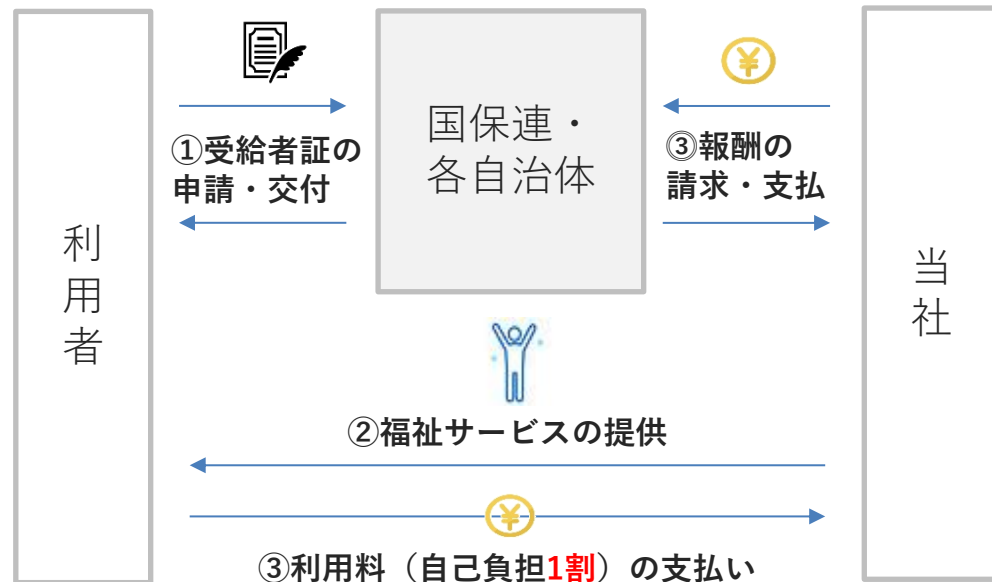 利用者
①受給者証の
申請・交付
国保連・
各自治体
③報酬の
請求・支払
当社
②福祉サービスの提供
③利用料（自己負担1割）の支払い